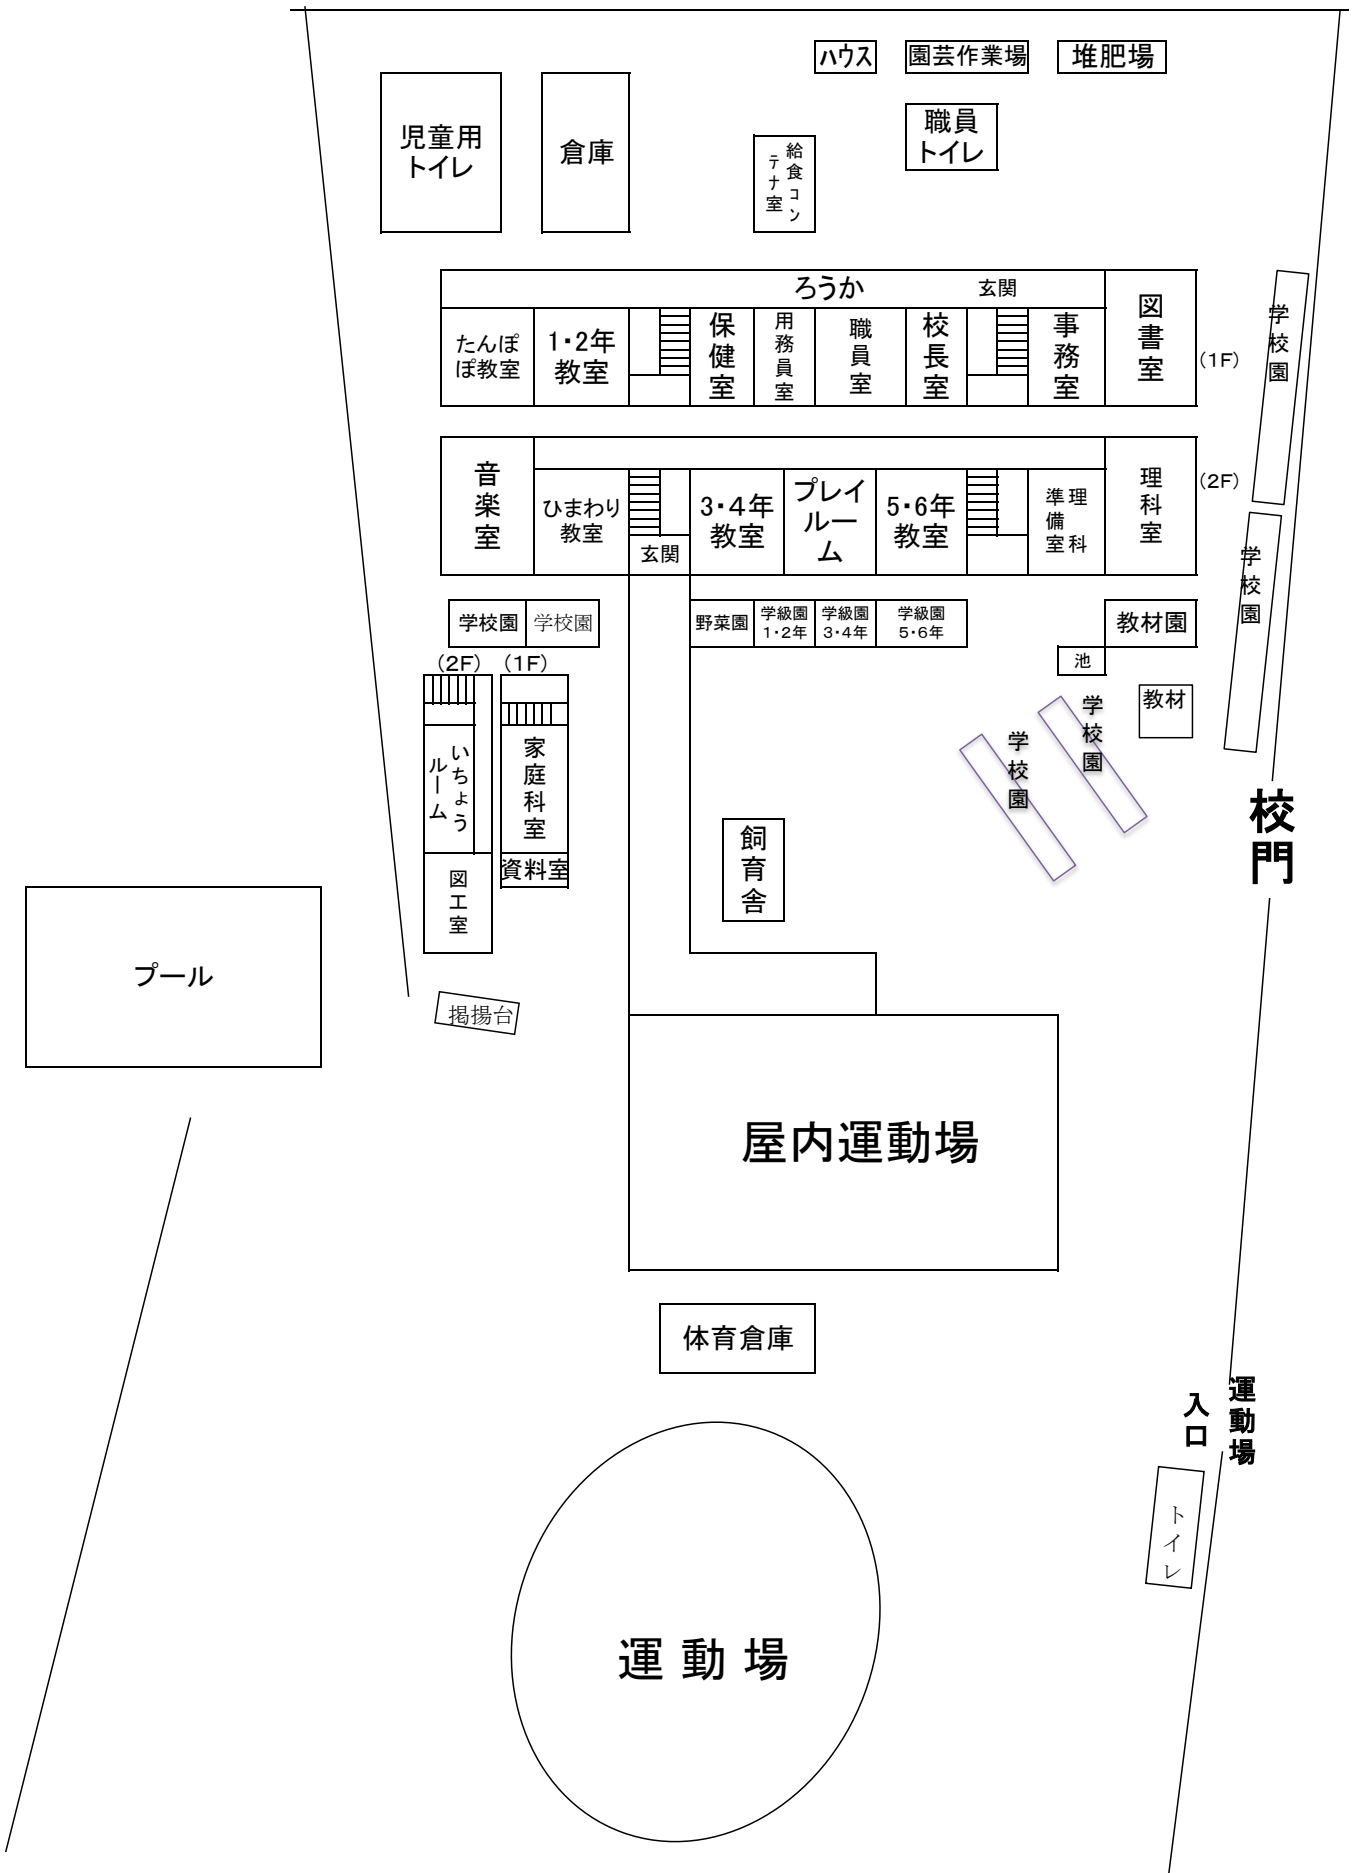 ハウス
園芸作業場
堆肥場
児童用
トイレ
倉庫
給食コン
テナ室
職員
トイレ
ろうか
玄関
図書室
たんぽ
ぽ教室
1・2年
教室
保健室
用務員室
職員室
校長室
事務室
(1F)
学校園
音楽室
ひまわり
教室
玄関
3・4年
教室
プレイ
ルー
ム
5・6年
教室
理科
準備室
理科室
(2F)
学校園
学校園
学校園
野菜園
学級園
1・2年
学級園
3・4年
学級園
5・6年
教材園
池
教材
(2F)
(1F)
いちょう
ルーム
図工室
家庭科室
資料室
学校園
学校園
校門
飼育舎
プール
掲揚台
屋内運動場
体育倉庫
運動場
入口
トイレ
運動場